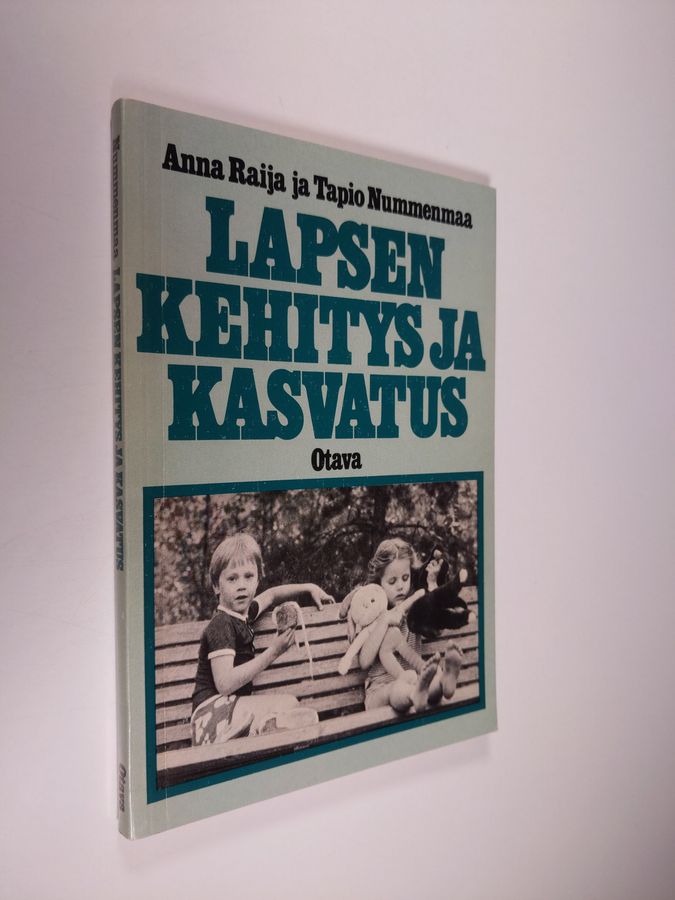 Anna Raija ja Tapio Nummenmaa
LAPSEN
KEHITYS JA
KASVATUS
Otava
Nummenmaa LAPSEN KEHITYS JA KASVATUS
Otava